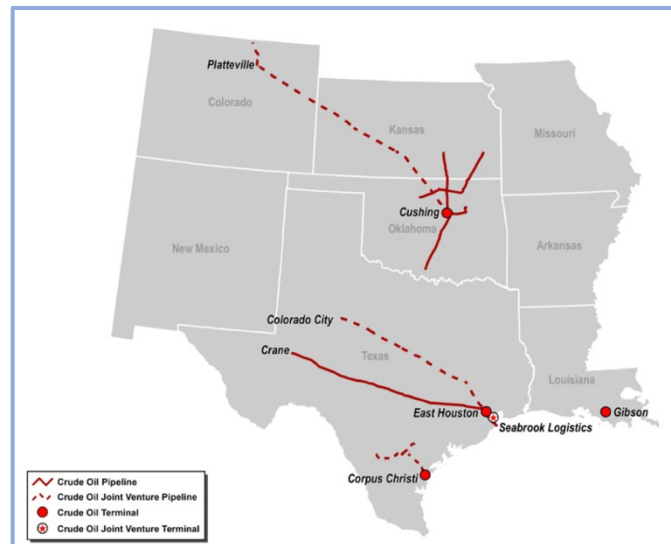 Platteville
Colorado
Kansas
Missouri
Cushing
Oklahoma
New Mexico
Arkansas
Colorado City
Texas
Crane
Louisiana
East Houston
Gibson
Seabrook Logistics
Corpus Christi
Crude Oil Pipeline
Crude Oil Joint Venture Pipeline
Crude Oil Terminal
Crude Oil Joint Venture Terminal